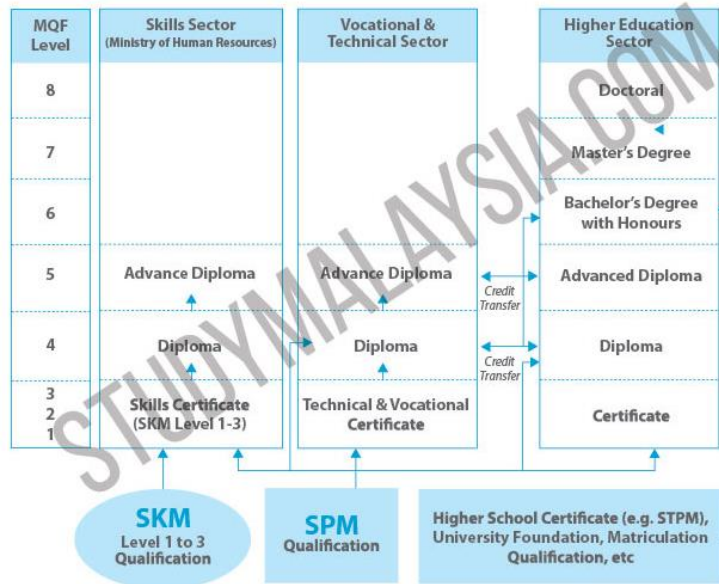 MQF
Level
Skills Sector
(Ministry of Human Resources)
Vocational &
Technical Sector
Higher Education
Sector
8
Doctoral
7
Master's Degree
6
Bachelor's Degree
with Honours
5
Advance Diploma
Advance Diploma
Credit
Transfer
Advanced Diploma
4
Diploma
Diploma
Credit
Transfer
Diploma
3
2
1
Skills Certificate
(SKM Level 1-3)
Technical & Vocational
Certificate
Certificate
SKM
Level 1 to 3
Qualification
SPM
Qualification
Higher School Certificate (e.g. STPM),
University Foundation, Matriculation
Qualification, etc
STUDYMALAYSIA.COM